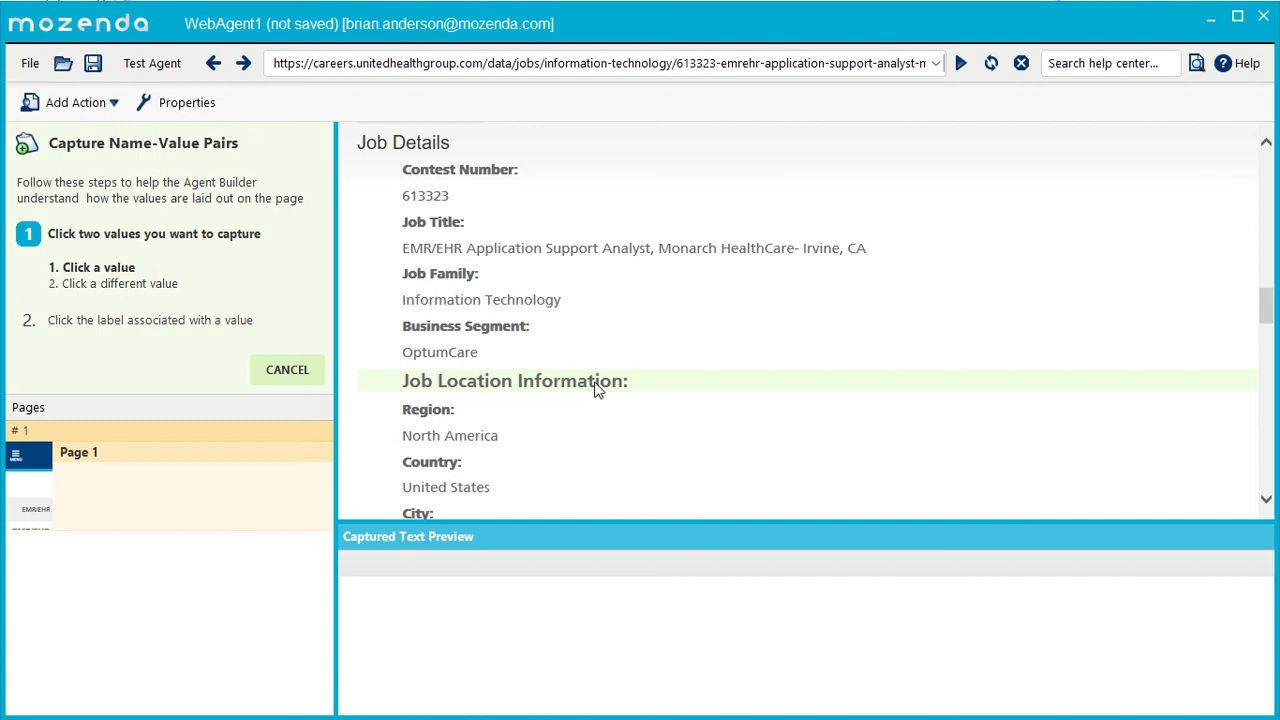 mozenda WebAgent1 (not saved) [brian.anderson@mozenda.com]
File Test Agent https://careers.unitedhealthgroup.com/data/jobs/information-technology/613323-emrehr-application-support-analyst-n Search help center... Help
Add Action Properties
Capture Name-Value Pairs
Follow these steps to help the Agent Builder
understand how the values are laid out on the page
1 Click two values you want to capture
1. Click a value
2. Click a different value
2. Click the label associated with a value
CANCEL
Pages
# 1
MENU
Page 1
EMR/EHR
Job Details
Contest Number:
613323
Job Title:
EMR/EHR Application Support Analyst, Monarch HealthCare- Irvine, CA
Job Family:
Information Technology
Business Segment:
OptumCare
Job Location Information:
Region:
North America
Country:
United States
City:
Captured Text Preview